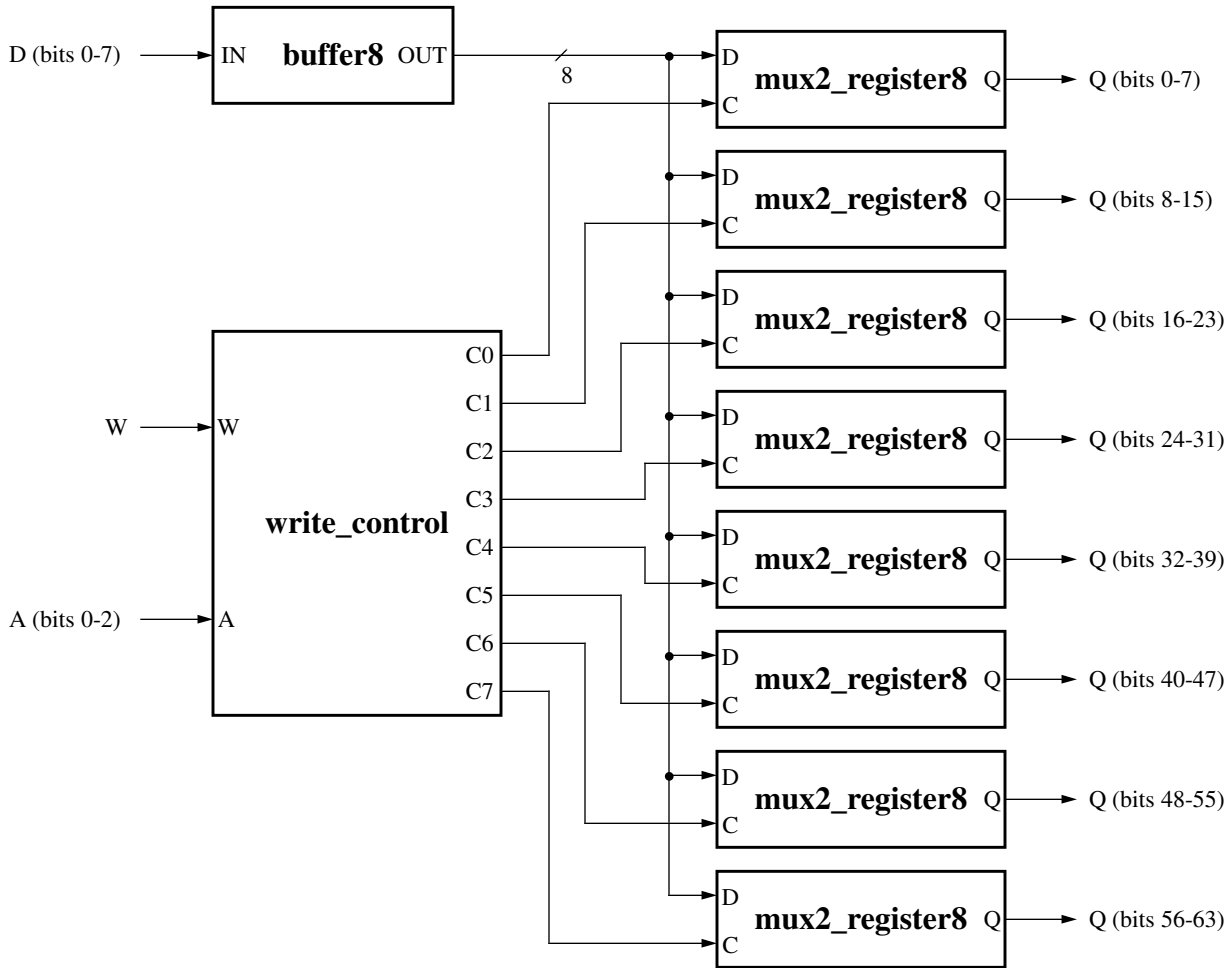 D (bits 0-7)
IN
buffer8
OUT
8
W
A (bits 0-2)
W
A
write_control
C0
C1
C2
C3
C4
C5
C6
C7
D
C
mux2_register8
Q
Q (bits 0-7)
D
C
mux2_register8
Q
Q (bits 8-15)
D
C
mux2_register8
Q
Q (bits 16-23)
D
C
mux2_register8
Q
Q (bits 24-31)
D
C
mux2_register8
Q
Q (bits 32-39)
D
C
mux2_register8
Q
Q (bits 40-47)
D
C
mux2_register8
Q
Q (bits 48-55)
D
C
mux2_register8
Q
Q (bits 56-63)